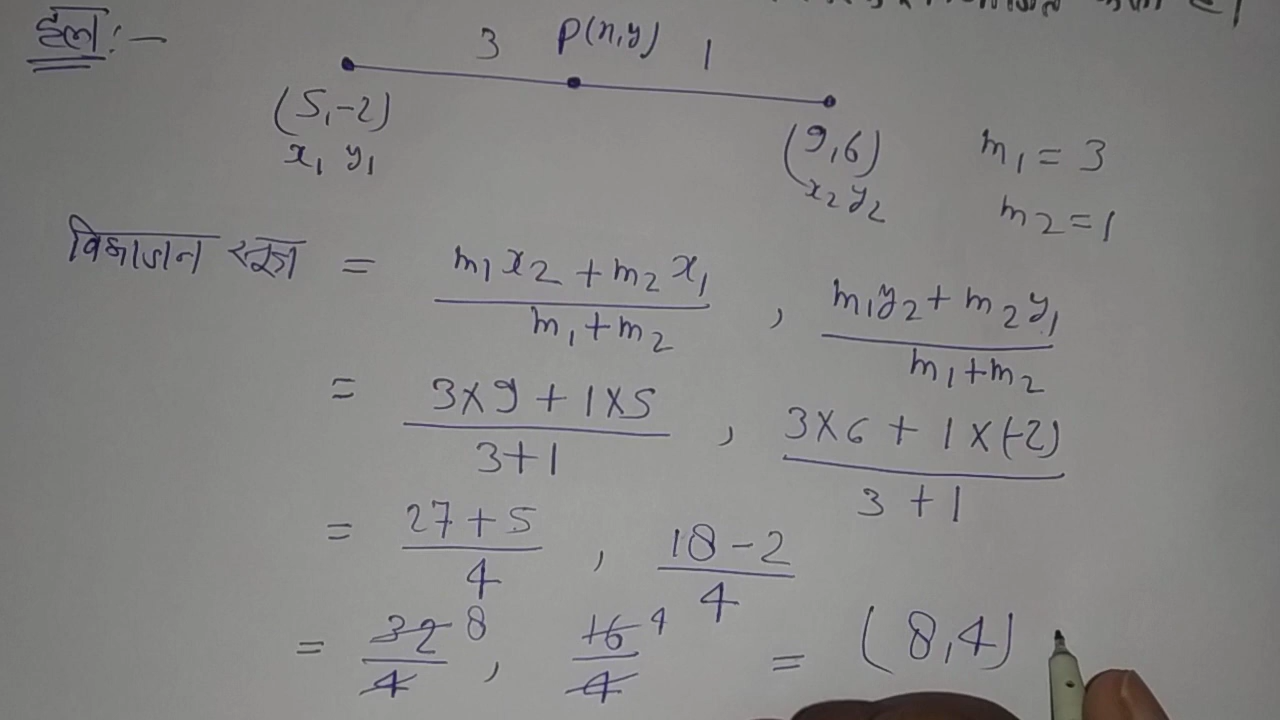 हल :-
3 P(x,y) 1
(5,-2) (9,6) m₁ = 3
x₁ y₁ x₂ y₂ m₂ = 1
विभाजन सूत्र = (m₁x₂ + m₂x₁)/(m₁ + m₂) , (m₁y₂ + m₂y₁)/(m₁ + m₂)
= (3×9 + 1×5)/(3+1) , (3×6 + 1×(-2))/(3+1)
= (27+5)/4 , (18-2)/4
= 32/4 8 , 16/4 4 = (8,4)